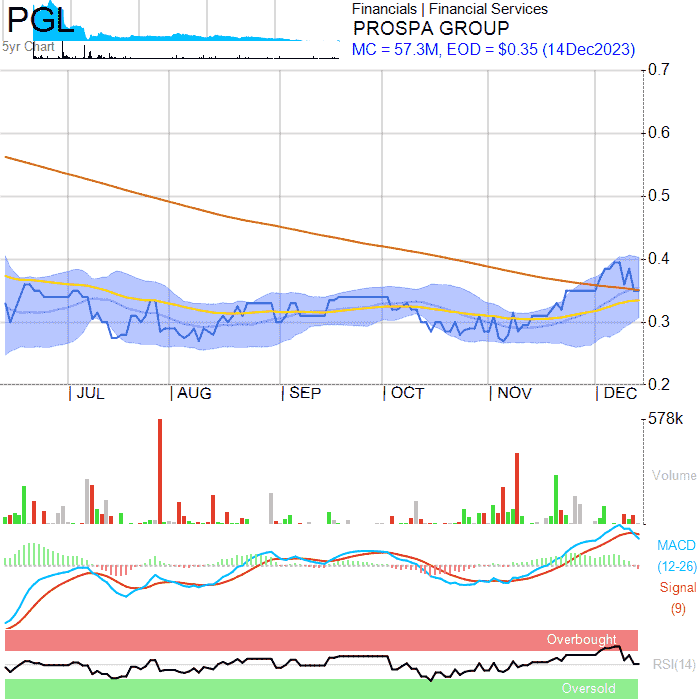 PGL
5yr Chart
Financials | Financial Services
PROSPA GROUP
MC = 57.3M, EOD = $0.35 (14Dec2023)
0.7
0.6
0.5
0.4
0.3
0.2
| JUL | AUG | SEP | OCT | NOV | DEC
578k
Volume
MACD
(12-26)
Signal
(9)
Overbought
RSI(14)
Oversold